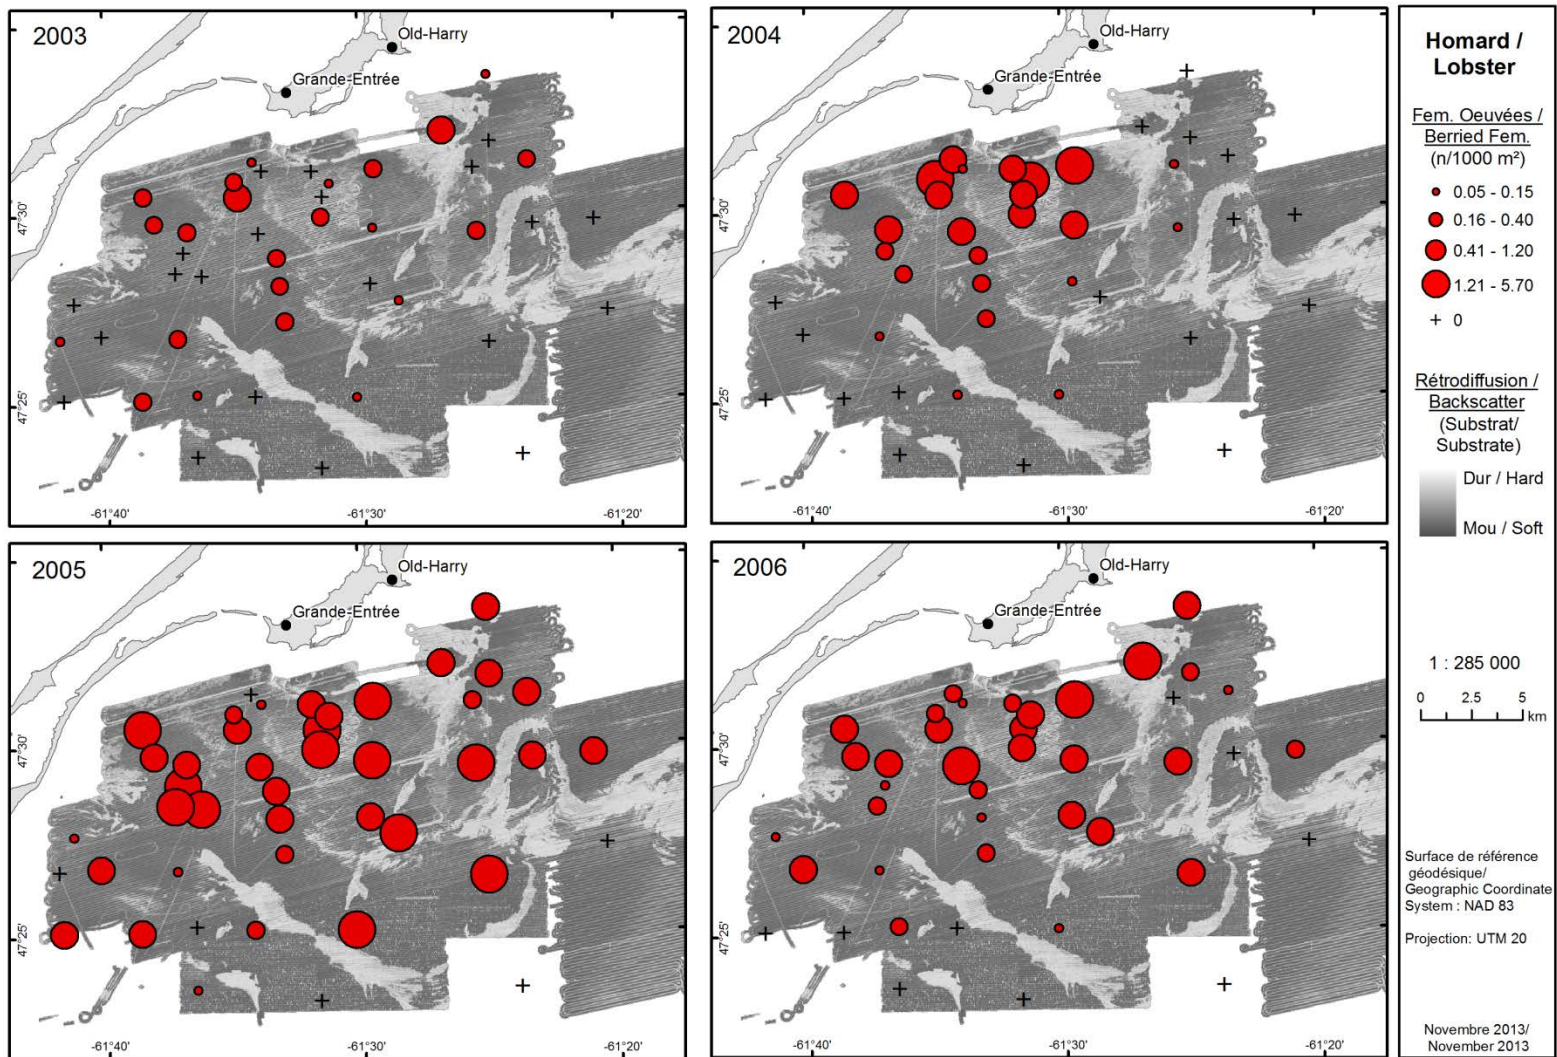 2003
Old-Harry
Grande-Entrée
47°30'
47°25'
-61°40'
-61°30'
-61°20'
2004
Old-Harry
Grande-Entrée
47°30'
47°25'
-61°40'
-61°30'
-61°20'
2005
Old-Harry
Grande-Entrée
47°30'
47°25'
-61°40'
-61°30'
-61°20'
2006
Old-Harry
Grande-Entrée
47°30'
47°25'
-61°40'
-61°30'
-61°20'
Homard /
Lobster
Fem. Oeuvées /
Berried Fem.
(n/1000 m²)
0.05 - 0.15
0.16 - 0.40
0.41 - 1.20
1.21 - 5.70
+ 0
Rétrodiffusion /
Backscatter
(Substrat/
Substrate)
Dur / Hard
Mou / Soft
1 : 285 000
0 2.5 5
km
Surface de référence
géodésique/
Geographic Coordinate
System : NAD 83
Projection: UTM 20
Novembre 2013/
November 2013